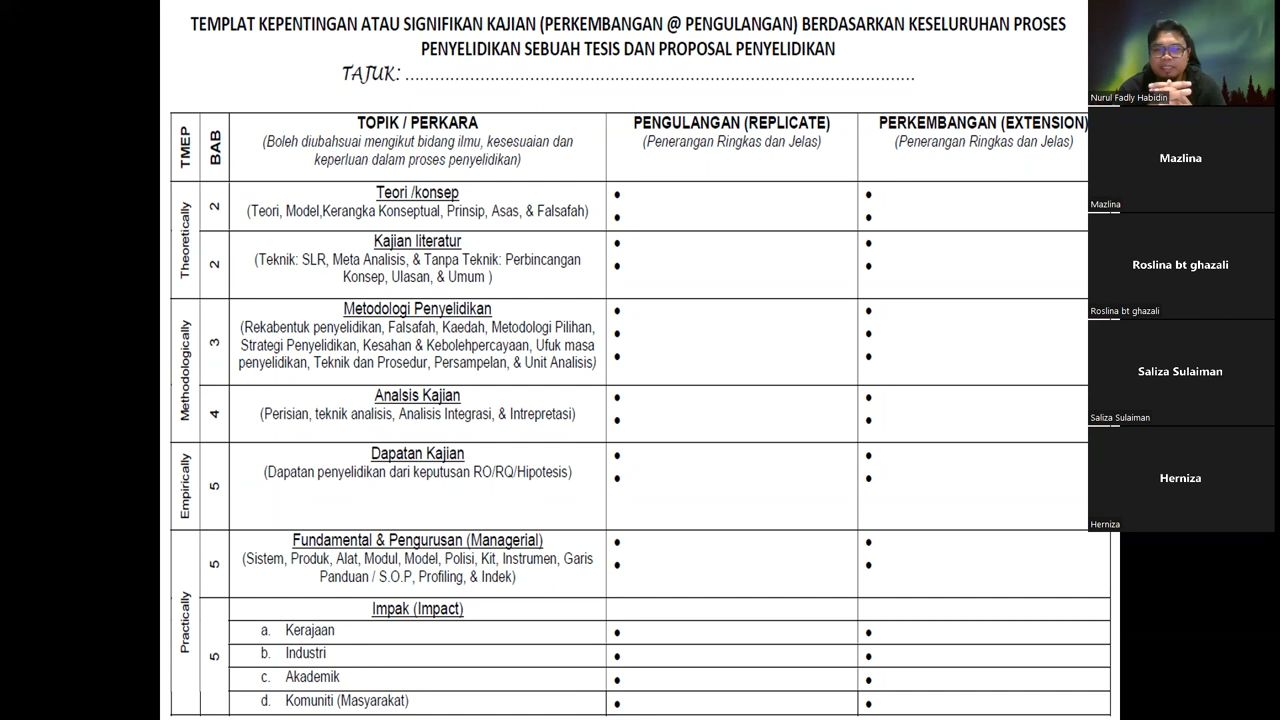 TEMPLAT KEPENTINGAN ATAU SIGNIFIKAN KAJIAN (PERKEMBANGAN @ PENGULANGAN) BERDASARKAN KESELURUHAN PROSES
PENYELIDIKAN SEBUAH TESIS DAN PROPOSAL PENYELIDIKAN
TAJUK: ...............................................................................................
TMEP
BAB
TOPIK / PERKARA
(Boleh diubahsuai mengikut bidang ilmu, kesesuaian dan
keperluan dalam proses penyelidikan)
PENGULANGAN (REPLICATE)
(Penerangan Ringkas dan Jelas)
PERKEMBANGAN (EXTENSION)
(Penerangan Ringkas dan Jelas)
Theoretically
2
Teori /konsep
(Teori, Model,Kerangka Konseptual, Prinsip, Asas, & Falsafah)
2
Kajian literatur
(Teknik: SLR, Meta Analisis, & Tanpa Teknik: Perbincangan
Konsep, Ulasan, & Umum )
Methodologically
3
Metodologi Penyelidikan
(Rekabentuk penyelidikan, Falsafah, Kaedah, Metodologi Pilihan,
Strategi Penyelidikan, Kesahan & Kebolehpercayaan, Ufuk masa
penyelidikan, Teknik dan Prosedur, Persampelan, & Unit Analisis)
4
Analsis Kajian
(Perisian, teknik analisis, Analisis Integrasi, & Intrepretasi)
Empirically
5
Dapatan Kajian
(Dapatan penyelidikan dari keputusan RO/RQ/Hipotesis)
Practically
5
Fundamental & Pengurusan (Managerial)
(Sistem, Produk, Alat, Modul, Model, Polisi, Kit, Instrumen, Garis
Panduan / S.O.P, Profiling, & Indek)
5
Impak (Impact)
a. Kerajaan
b. Industri
c. Akademik
d. Komuniti (Masyarakat)
Nurul Fadly Habidin
Mazlina
Mazlina
Roslina bt ghazali
Roslina bt ghazali
Saliza Sulaiman
Saliza Sulaiman
Herniza
Herniza